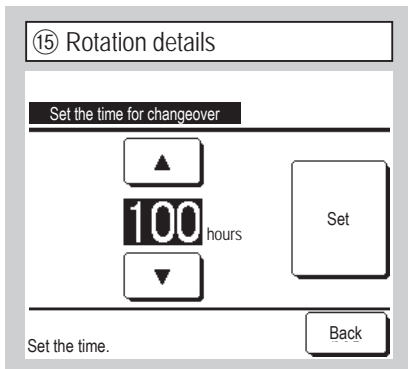 ⑮ Rotation details
Set the time for changeover
▲
100 hours
Set
▼
Back
Set the time.